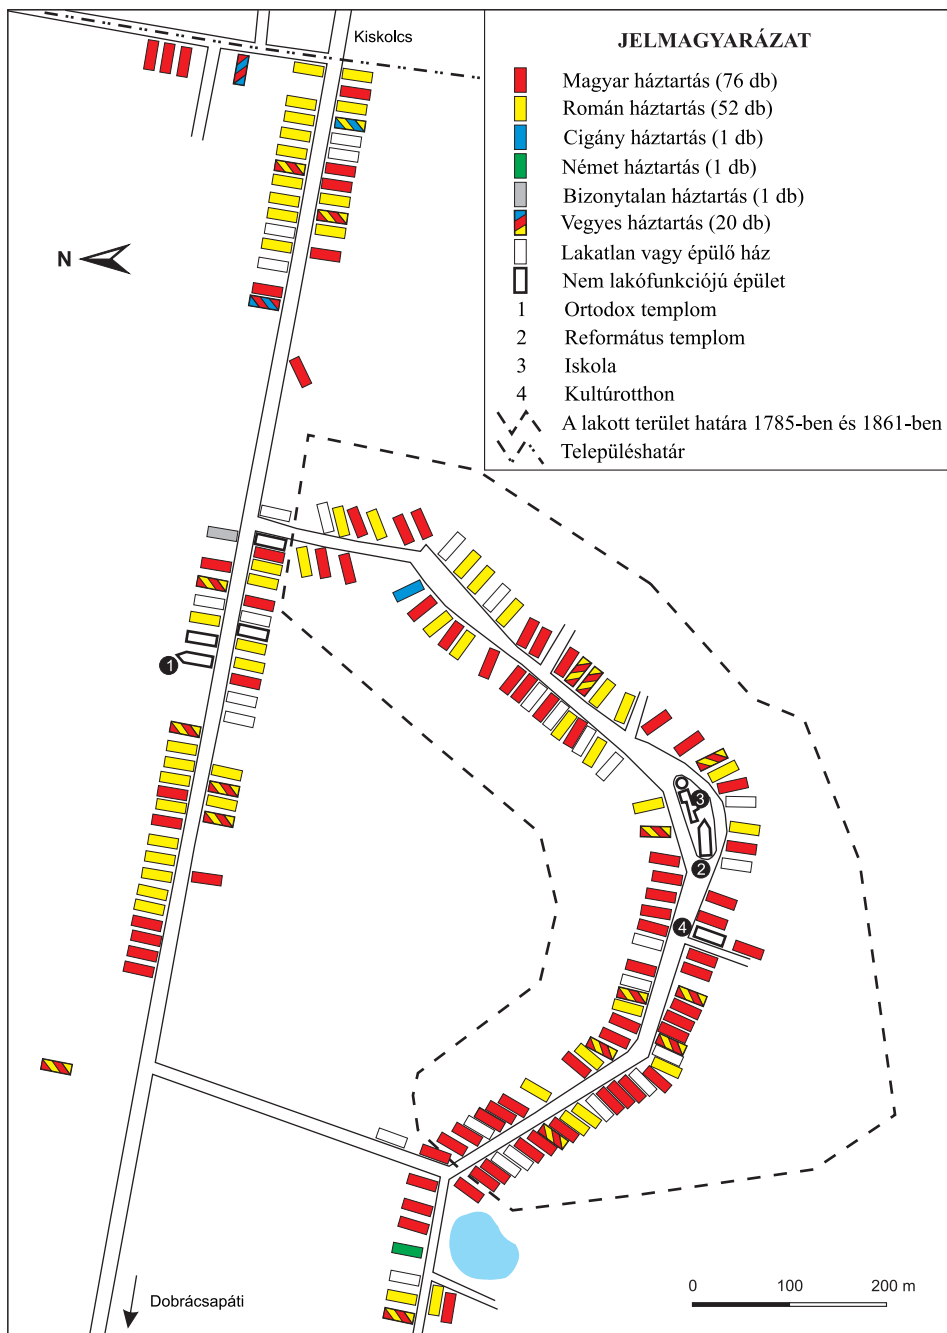 Kiskolcs
JELMAGYARÁZAT
Magyar háztartás (76 db)
Román háztartás (52 db)
Cigány háztartás (1 db)
Német háztartás (1 db)
Bizonytalan háztartás (1 db)
Vegyes háztartás (20 db)
Lakatlan vagy épülő ház
Nem lakófunkciójú épület
1 Ortodox templom
2 Református templom
3 Iskola
4 Kultúrotthon
A lakott terület határa 1785-ben és 1861-ben
Településhatár
N
1
3
2
4
Dobrácsapáti
0 100 200 m